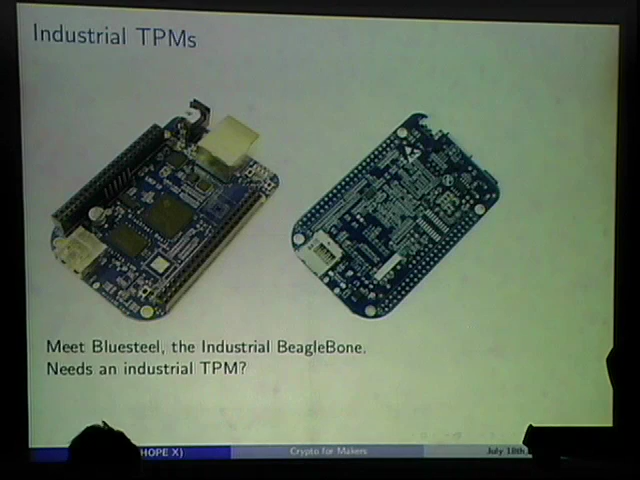 Industrial TPMs
Meet Bluesteel, the Industrial BeagleBone.
Needs an industrial TPM?
HOPE X)
Crypto for Makers
July 18th,